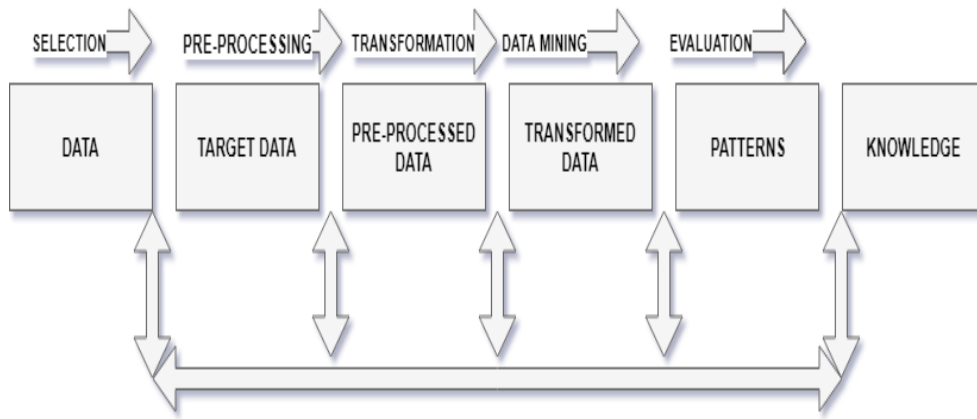 SELECTION
PRE-PROCESSING
TRANSFORMATION
DATA MINING
EVALUATION
DATA
TARGET DATA
PRE-PROCESSED
DATA
TRANSFORMED
DATA
PATTERNS
KNOWLEDGE